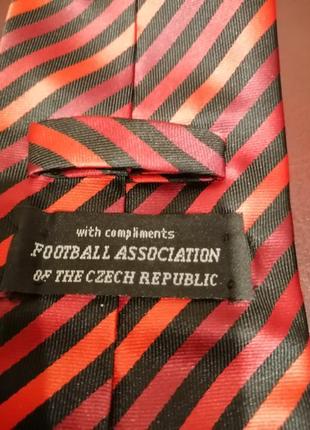 with compliments
FOOTBALL ASSOCIATION
OF THE CZECH REPUBLIC